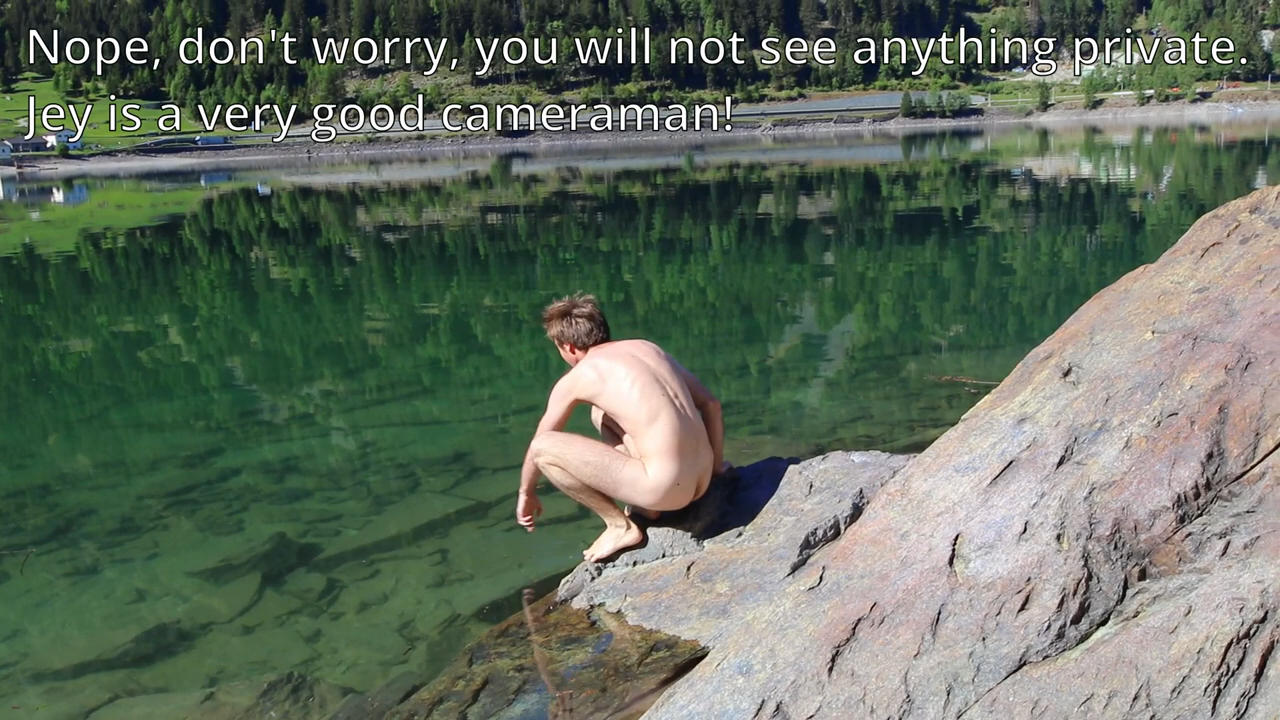 Nope, don't worry, you will not see anything private.
Jey is a very good cameraman!